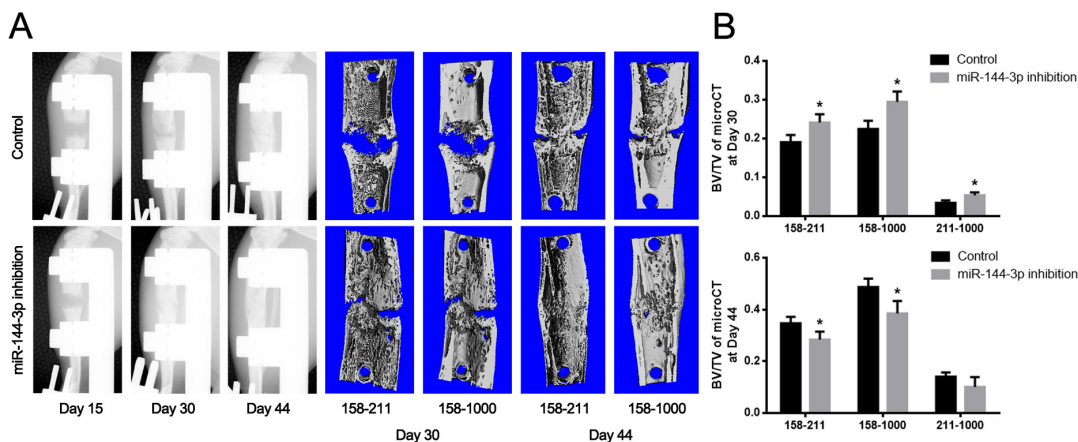 A
Control
miR-144-3p inhibition
Day 15
Day 30
Day 44
158-211
158-1000
158-211
158-1000
Day 30
Day 44
B
BV/TV of microCT
at Day 30
0.4
0.3
0.2
0.1
0.0
Control
miR-144-3p inhibition
*
*
*
158-211
158-1000
211-1000
BV/TV of microCT
at Day 44
0.6
0.4
0.2
0.0
Control
miR-144-3p inhibition
*
*
158-211
158-1000
211-1000